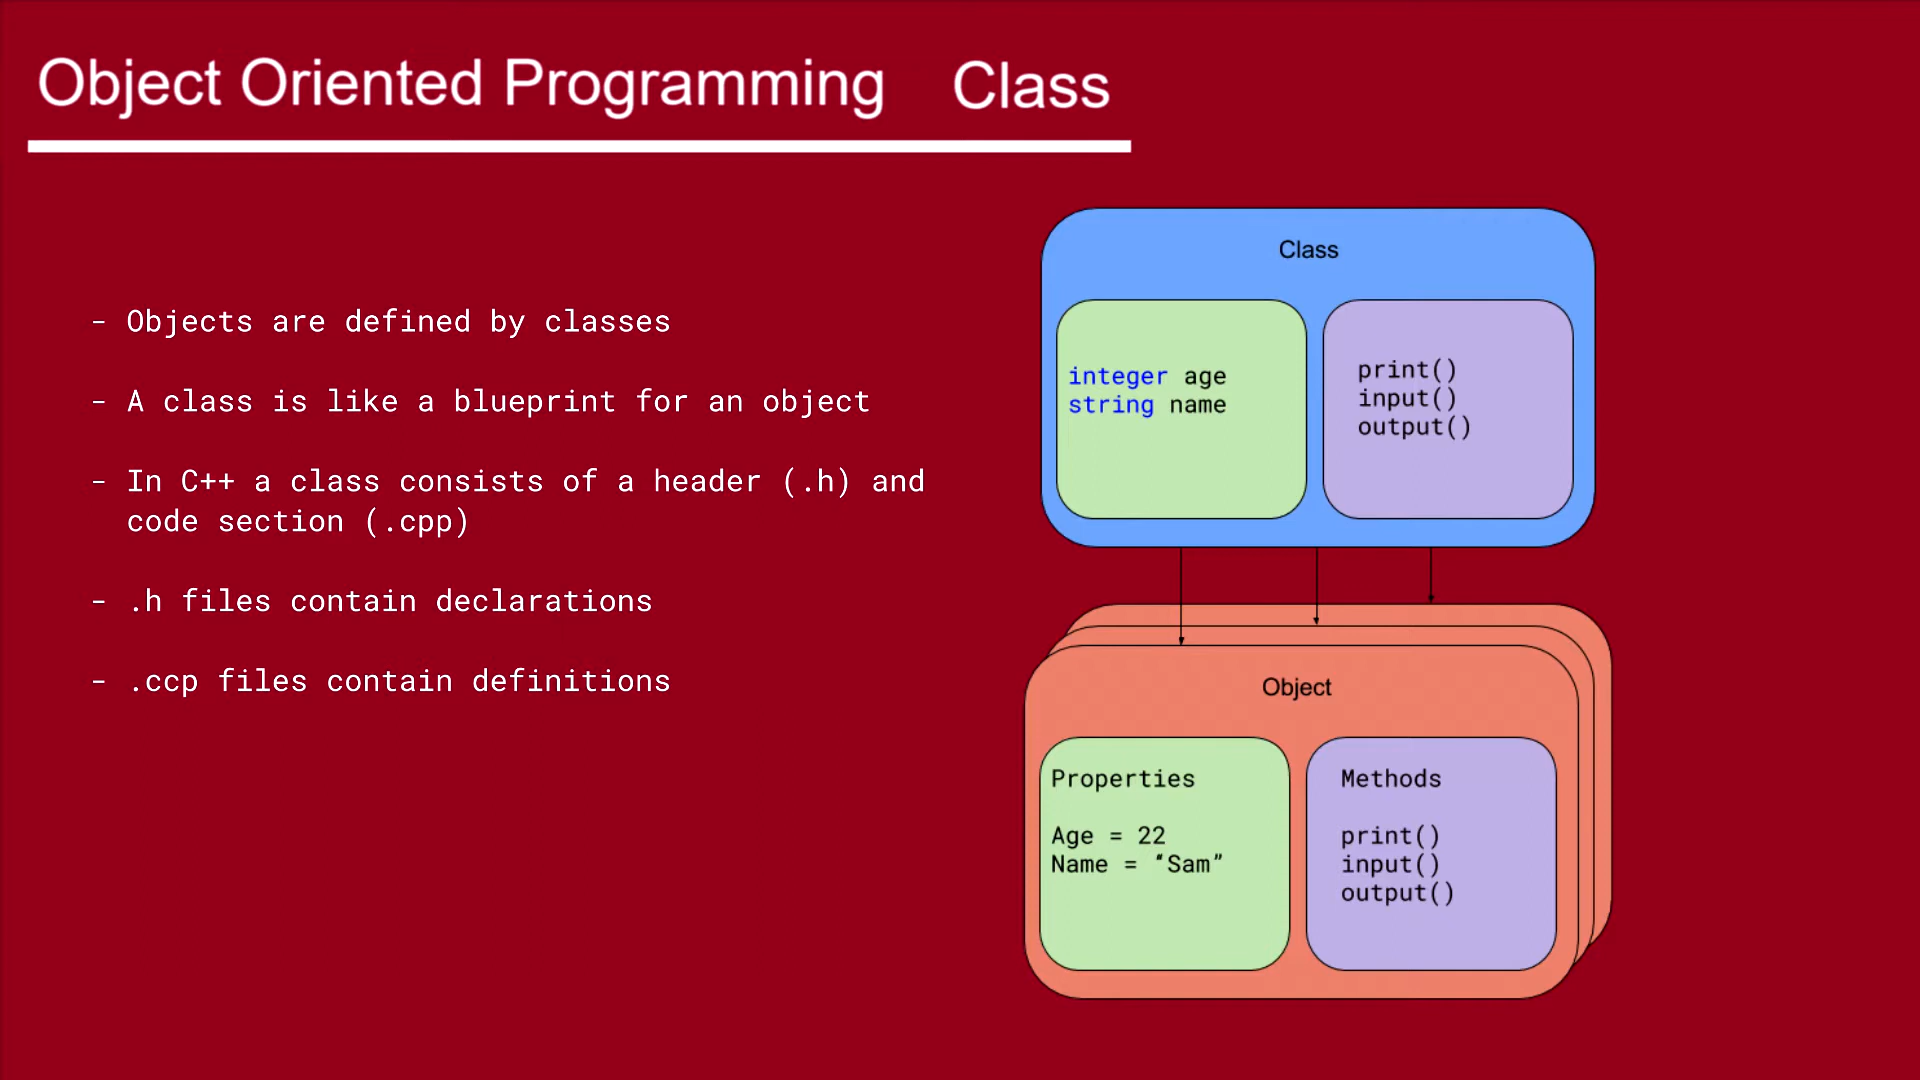 Object Oriented Programming Class
- Objects are defined by classes
- A class is like a blueprint for an object
- In C++ a class consists of a header (.h) and
code section (.cpp)
- .h files contain declarations
- .ccp files contain definitions
Class
integer age
string name
print()
input()
output()
Object
Properties
Age = 22
Name = “Sam”
Methods
print()
input()
output()